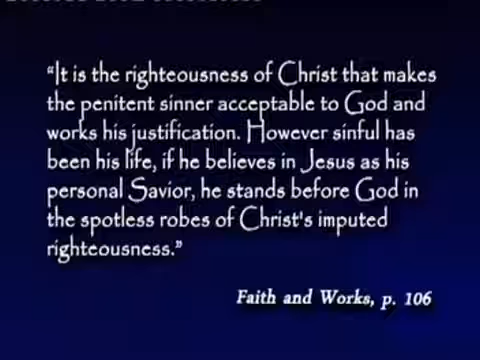 “It is the righteousness of Christ that makes
the penitent sinner acceptable to God and
works his justification. However sinful has
been his life, if he believes in Jesus as his
personal Savior, he stands before God in
the spotless robes of Christ's imputed
righteousness.”
Faith and Works, p. 106